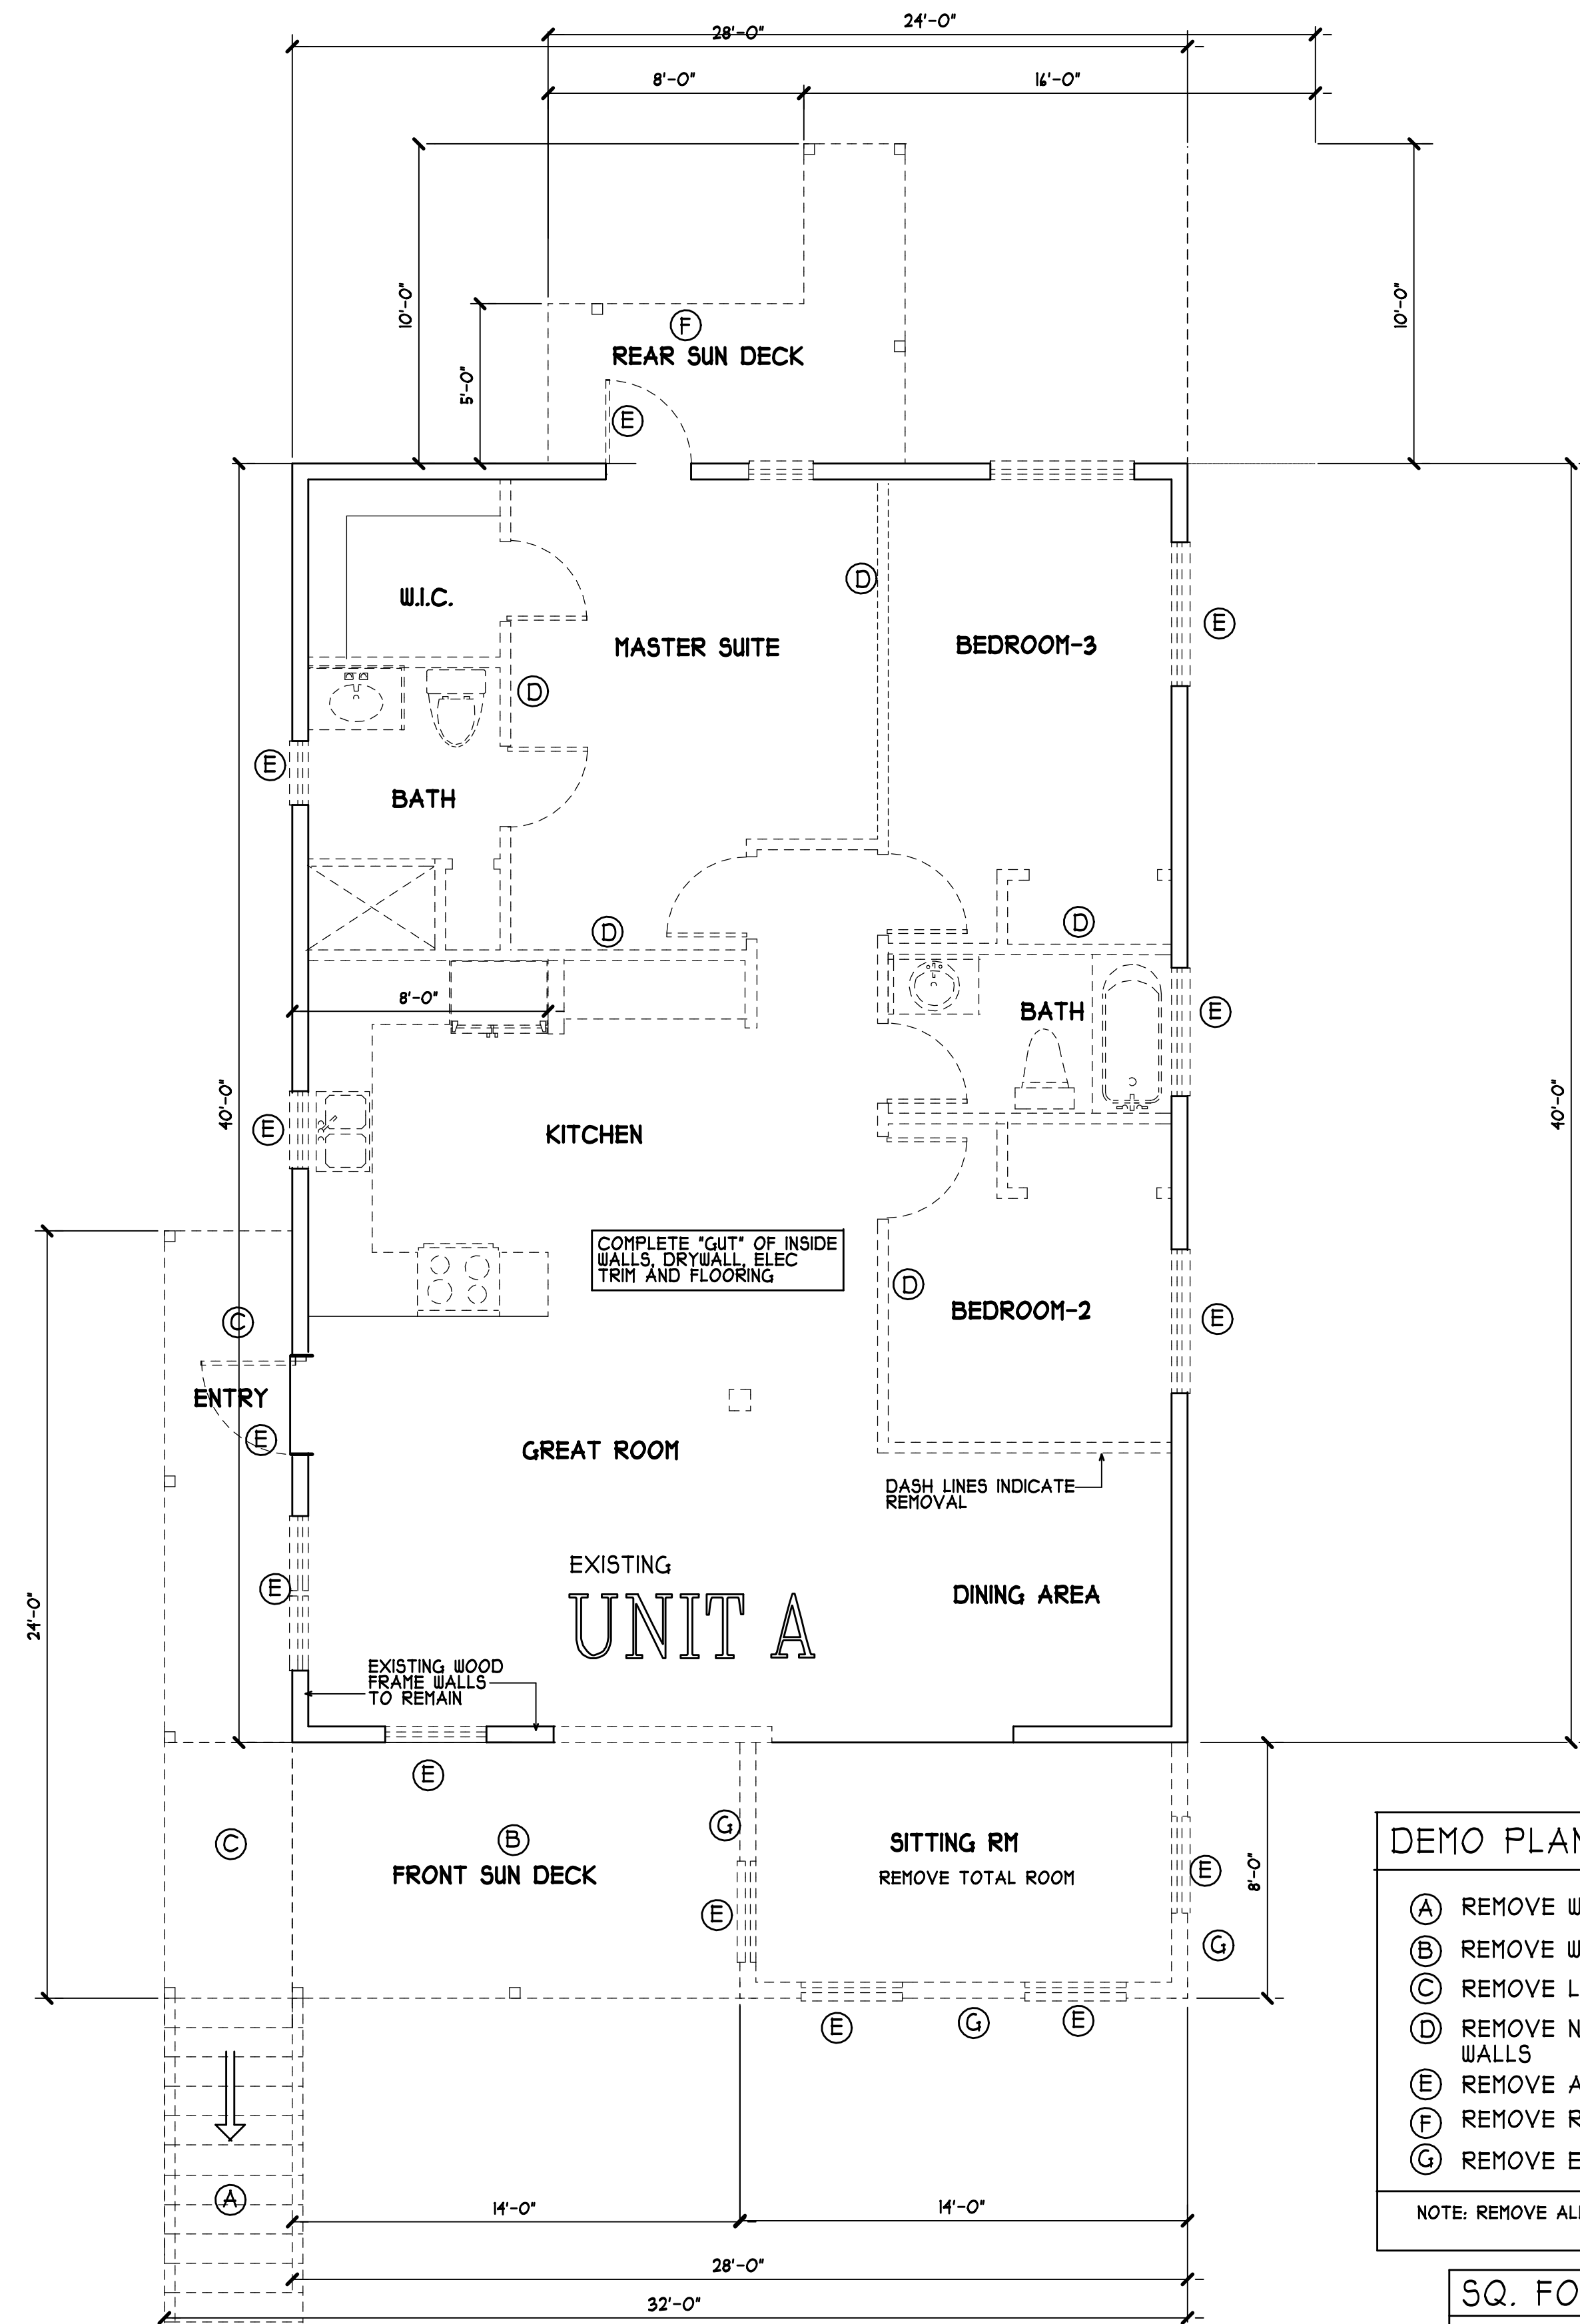 24'-0"
28'-0"
8'-0"
16'-0"
10'-0"
10'-0"
5'-0"
F
REAR SUN DECK
E
D
W.I.C.
MASTER SUITE
BEDROOM-3
E
D
E
BATH
D
D
8'-0"
BATH
E
40'-0"
40'-0"
E
KITCHEN
COMPLETE "GUT" OF INSIDE
WALLS, DRYWALL, ELEC
TRIM AND FLOORING
D
BEDROOM-2
E
C
ENTRY
E
GREAT ROOM
DASH LINES INDICATE
REMOVAL
24'-0"
EXISTING
UNIT A
E
DINING AREA
EXISTING WOOD
FRAME WALLS
TO REMAIN
E
B
FRONT SUN DECK
C
G
E
SITTING RM
REMOVE TOTAL ROOM
E
8'-0"
G
E
G
E
A
14'-0"
14'-0"
28'-0"
32'-0"
DEMO PLAN
A REMOVE W
B REMOVE W
C REMOVE L
D REMOVE N
WALLS
E REMOVE A
F REMOVE R
G REMOVE E
NOTE: REMOVE ALL
SQ. FO